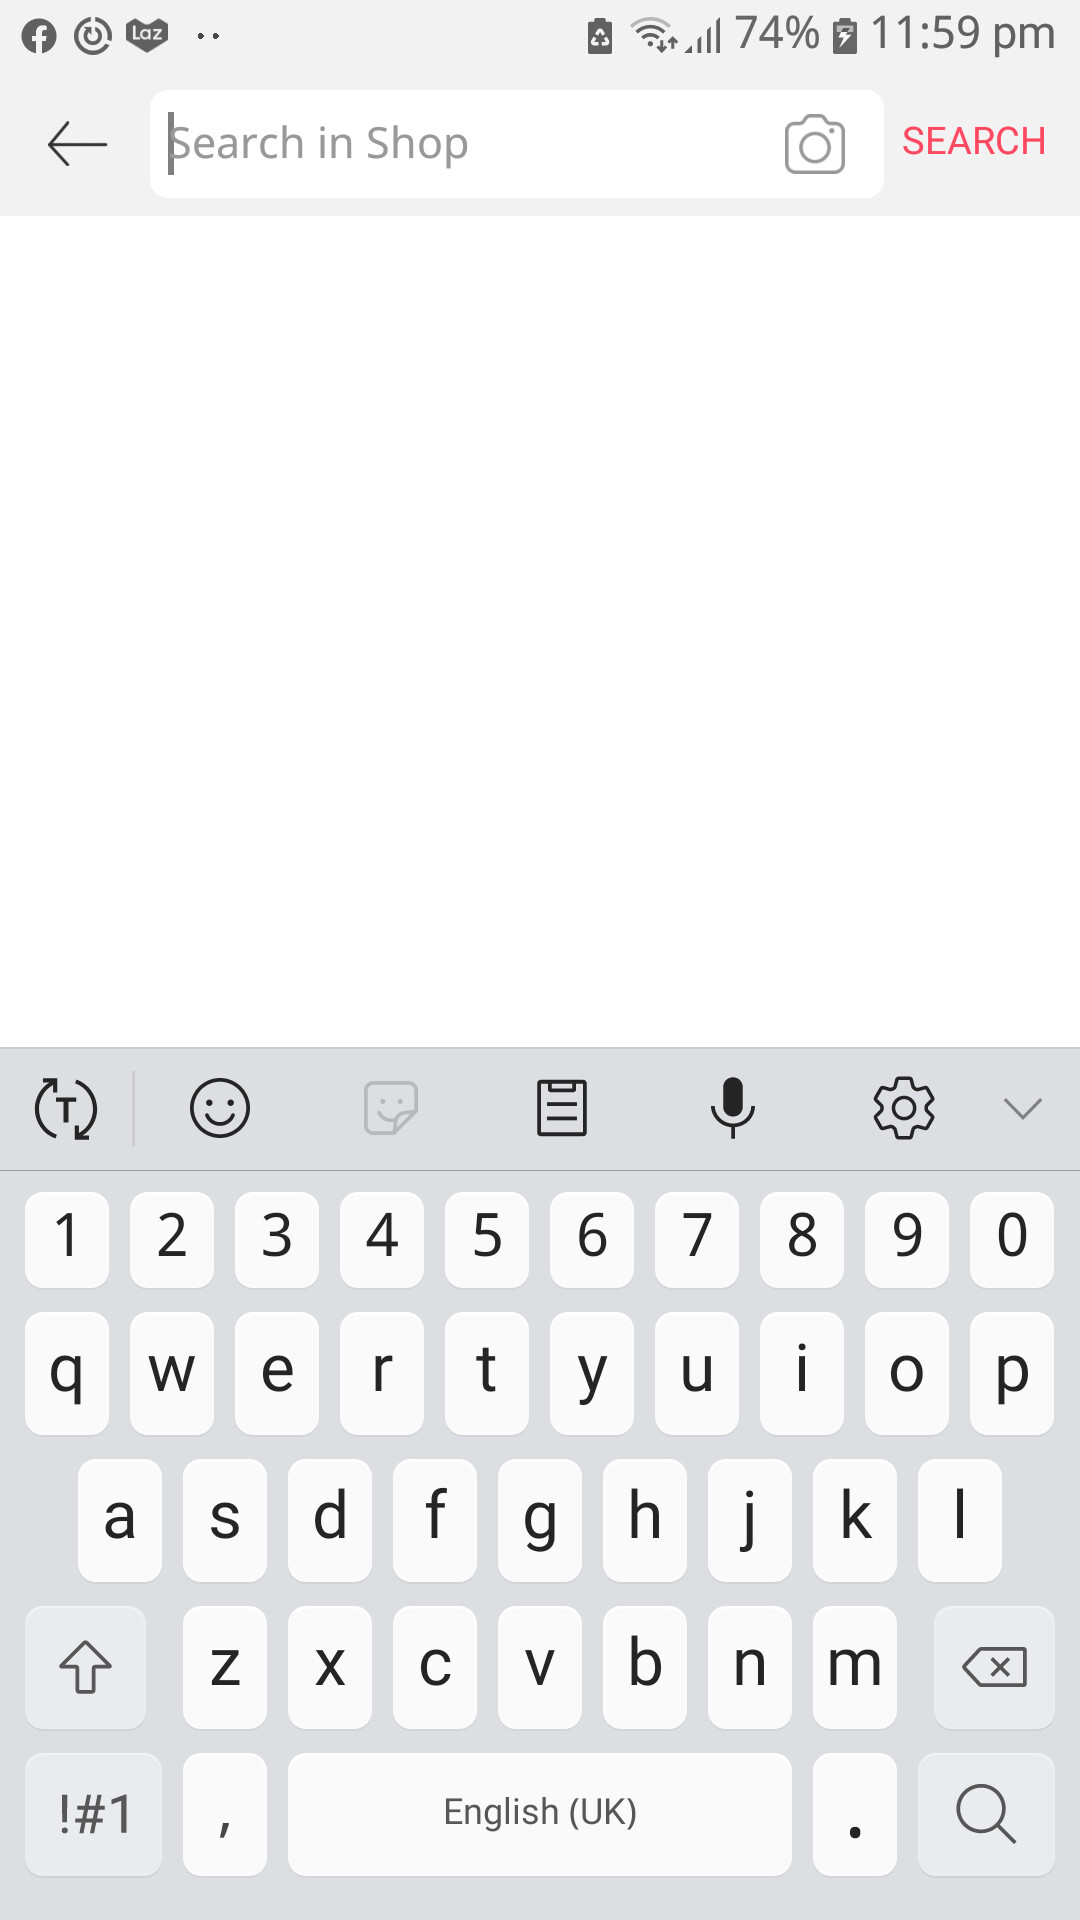 Laz 74% 11:59 pm
Search in Shop SEARCH
T
1 2 3 4 5 6 7 8 9 0
q w e r t y u i o p
a s d f g h j k l
z x c v b n m
!#1 , English (UK) .